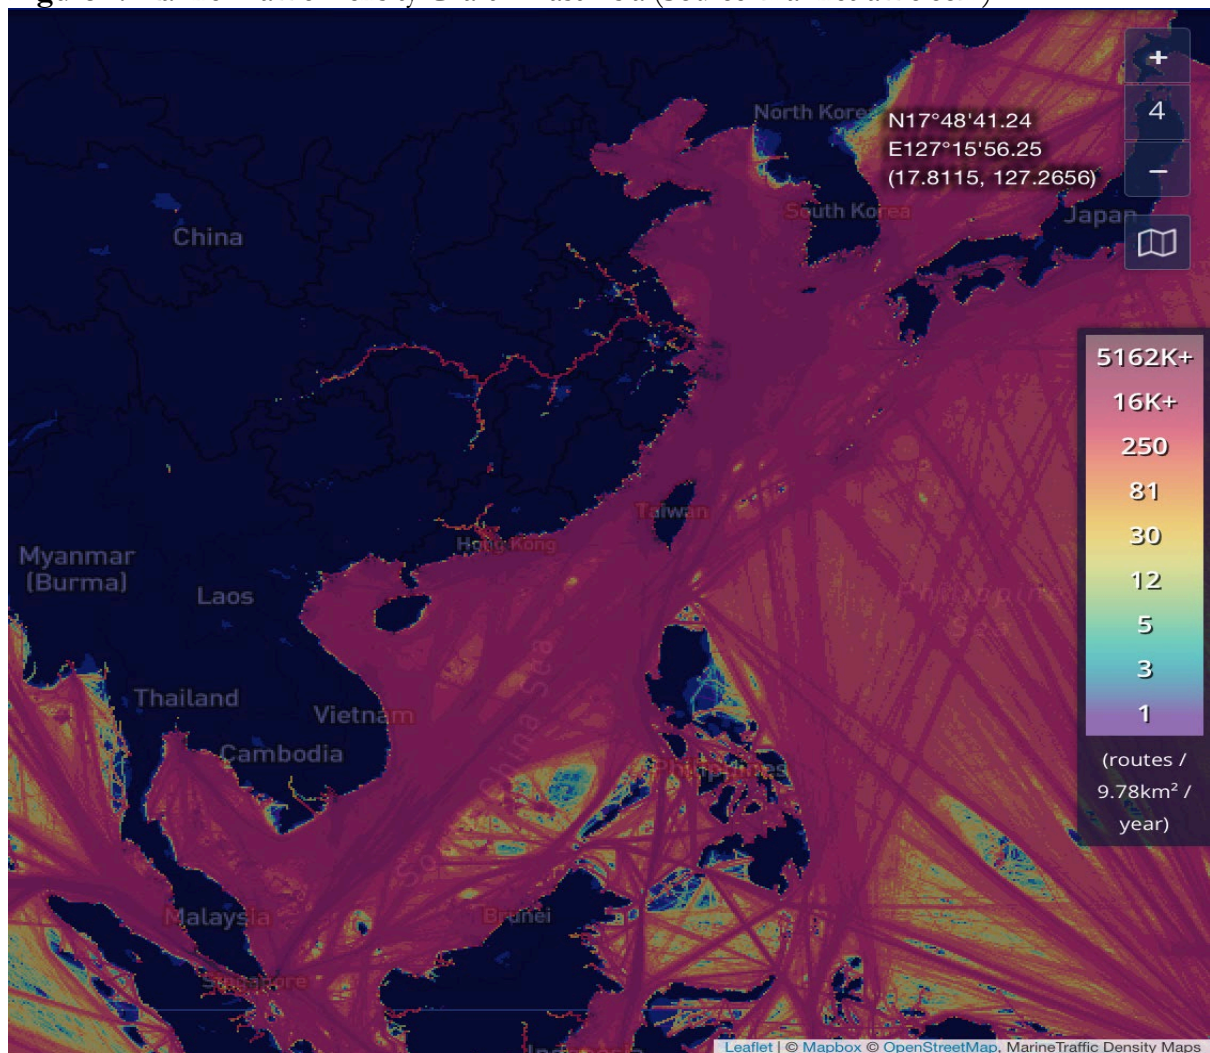 +
North Korea
N17°48'41.24
E127°15'56.25
(17.8115, 127.2656)
4
−
South Korea
Japan
China
5162K+
16K+
250
81
30
12
5
3
1
(routes /
9.78km² /
year)
Taiwan
Hong Kong
Myanmar
(Burma)
Laos
Philippine
Thailand
Vietnam
China Sea
Cambodia
Philippines
Malaysia
Brunei
Singapore
Leaflet | © Mapbox © OpenStreetMap, MarineTraffic Density Maps